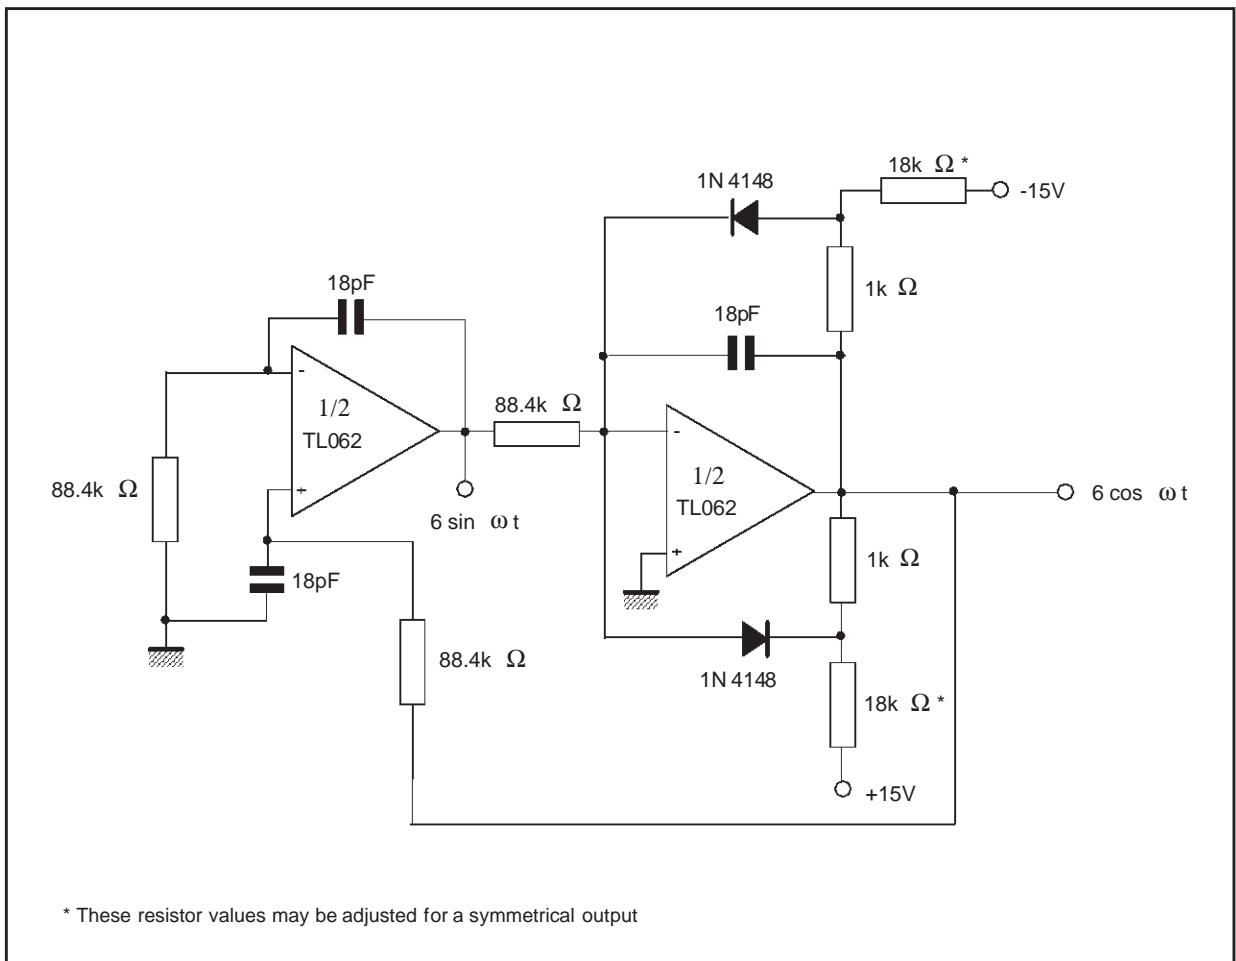 18k Ω *
1N 4148
-15V
18pF
1k Ω
18pF
-
1/2
TL062
88.4k Ω
-
1/2
TL062
88.4k Ω
+
6 sin ω t
6 cos ω t
+
18pF
1k Ω
88.4k Ω
1N 4148
18k Ω *
+15V
* These resistor values may be adjusted for a symmetrical output